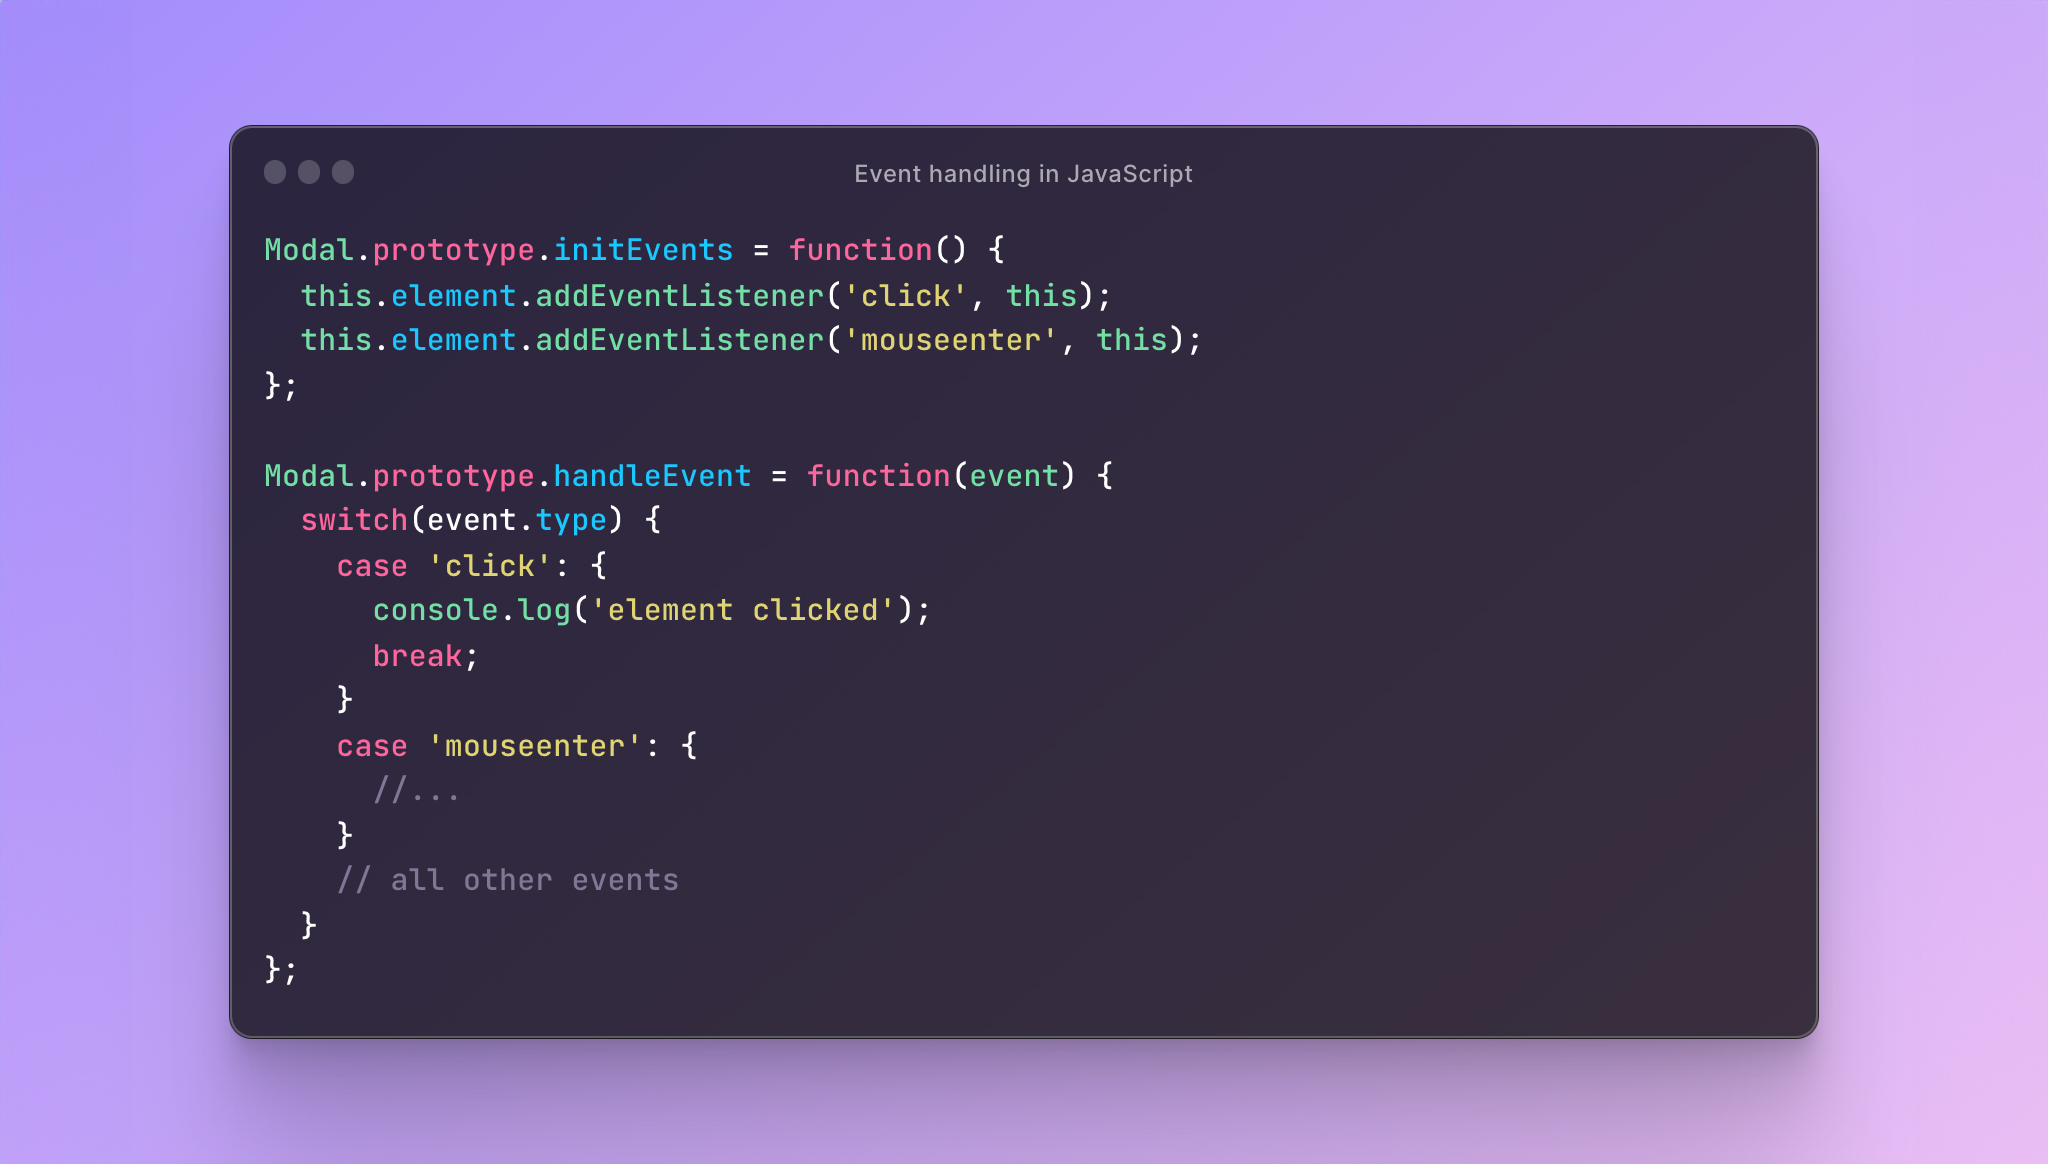 Event handling in JavaScript
Modal.prototype.initEvents = function() {
  this.element.addEventListener('click', this);
  this.element.addEventListener('mouseenter', this);
};

Modal.prototype.handleEvent = function(event) {
  switch(event.type) {
    case 'click': {
      console.log('element clicked');
      break;
    }
    case 'mouseenter': {
      //...
    }
    // all other events
  }
};